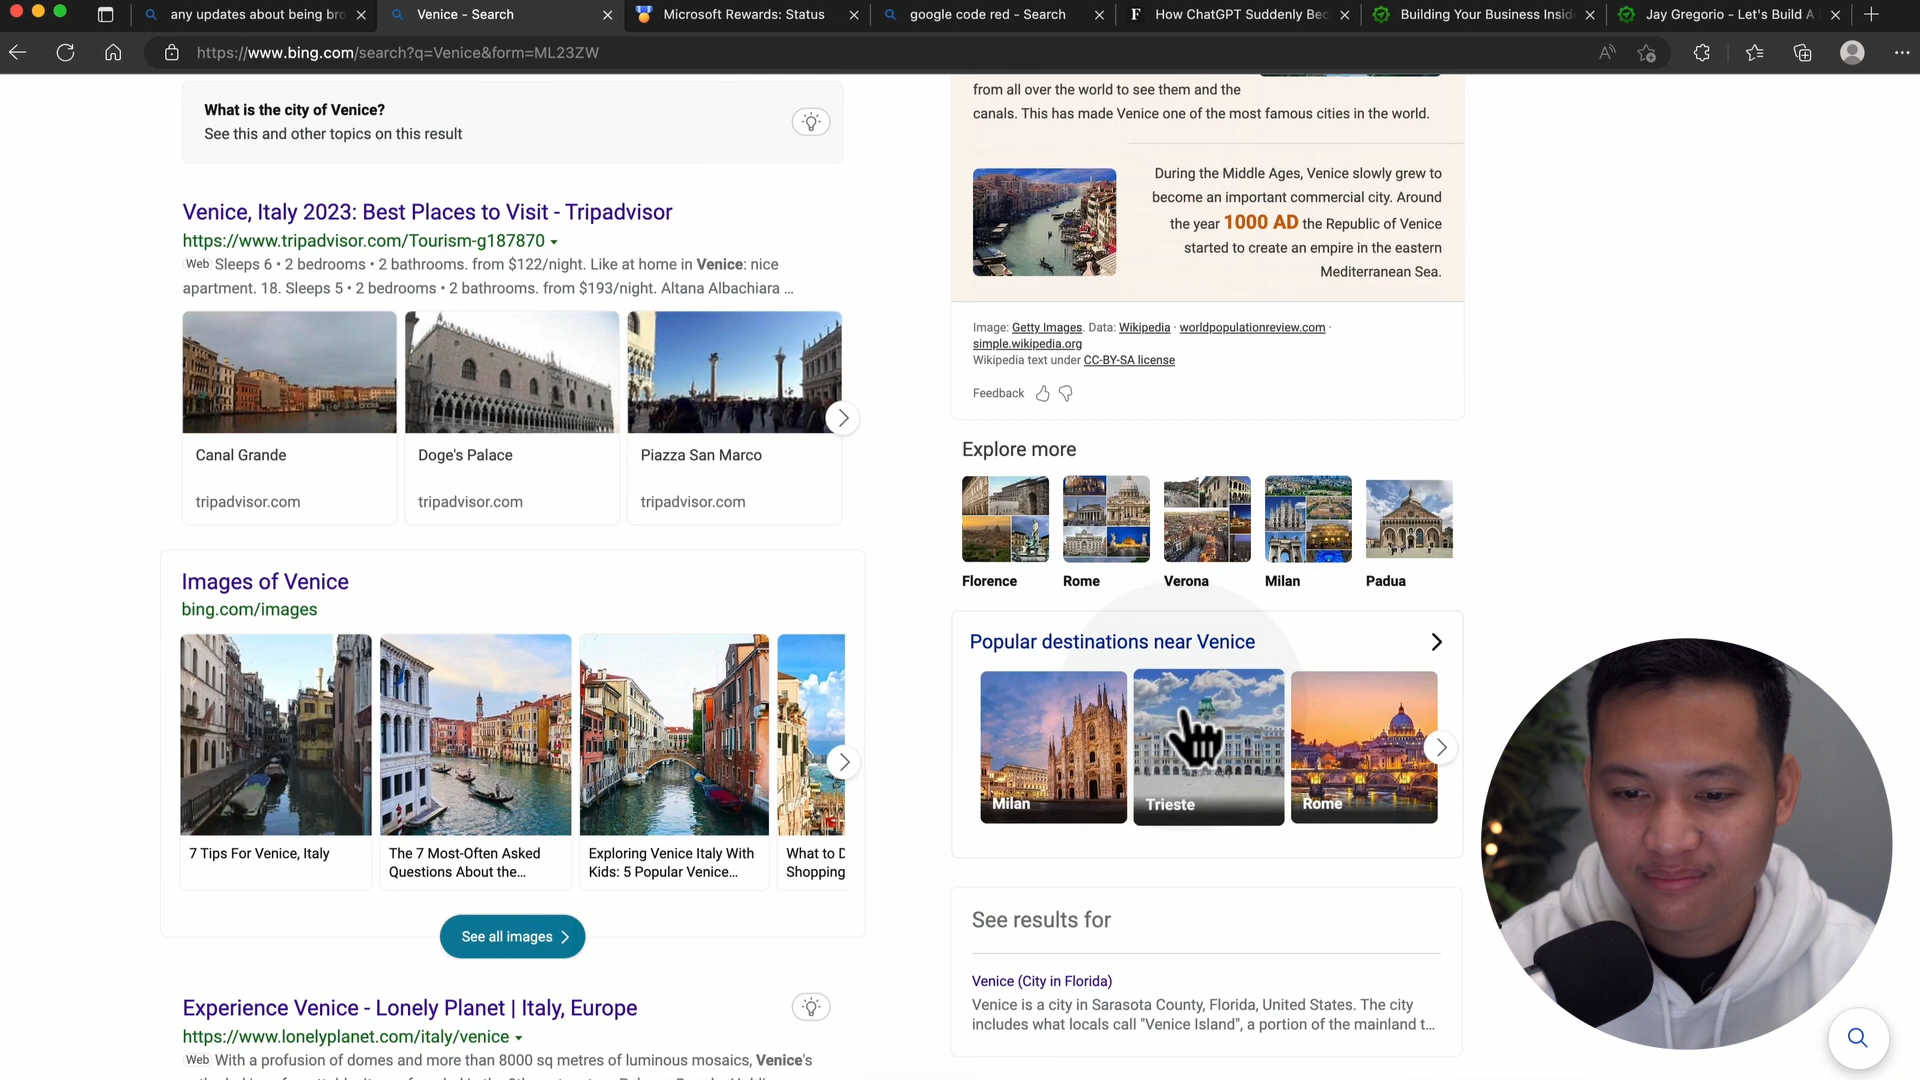 any updates about being bro
Venice - Search
Microsoft Rewards: Status
google code red - Search
How ChatGPT Suddenly Bec
Building Your Business Insid
Jay Gregorio - Let's Build A
https://www.bing.com/search?q=Venice&form=ML23ZW
What is the city of Venice?
See this and other topics on this result
Venice, Italy 2023: Best Places to Visit - Tripadvisor
https://www.tripadvisor.com/Tourism-g187870
Web Sleeps 6 • 2 bedrooms • 2 bathrooms. from $122/night. Like at home in Venice: nice
apartment. 18. Sleeps 5 • 2 bedrooms • 2 bathrooms. from $193/night. Altana Albachiara ...
Canal Grande
tripadvisor.com
Doge's Palace
tripadvisor.com
Piazza San Marco
tripadvisor.com
Images of Venice
bing.com/images
7 Tips For Venice, Italy
The 7 Most-Often Asked
Questions About the...
Exploring Venice Italy With
Kids: 5 Popular Venice...
What to D
Shopping
See all images
Experience Venice - Lonely Planet | Italy, Europe
https://www.lonelyplanet.com/italy/venice
Web With a profusion of domes and more than 8000 sq metres of luminous mosaics, Venice's
from all over the world to see them and the
canals. This has made Venice one of the most famous cities in the world.
During the Middle Ages, Venice slowly grew to
become an important commercial city. Around
the year 1000 AD the Republic of Venice
started to create an empire in the eastern
Mediterranean Sea.
Image: Getty Images. Data: Wikipedia · worldpopulationreview.com ·
simple.wikipedia.org
Wikipedia text under CC-BY-SA license
Feedback
Explore more
Florence
Rome
Verona
Milan
Padua
Popular destinations near Venice
Milan
Trieste
Rome
See results for
Venice (City in Florida)
Venice is a city in Sarasota County, Florida, United States. The city
includes what locals call "Venice Island", a portion of the mainland t...